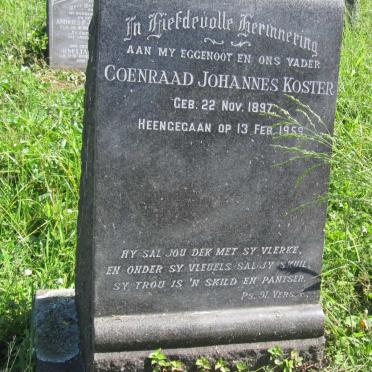 In Liefdevolle Herinnering
AAN MY EGGENOOT EN ONS VADER
COENRAAD JOHANNES KOSTER
GEB. 22 NOV. 1897
HEENGEGAAN OP 13 FEB. 1959
HY SAL JOU DEK MET SY VLERKE,
EN ONDER SY VLEUELS SAL JY SKUIL
SY TROU IS 'N SKILD EN PANTSER.
PS. 91 VERS